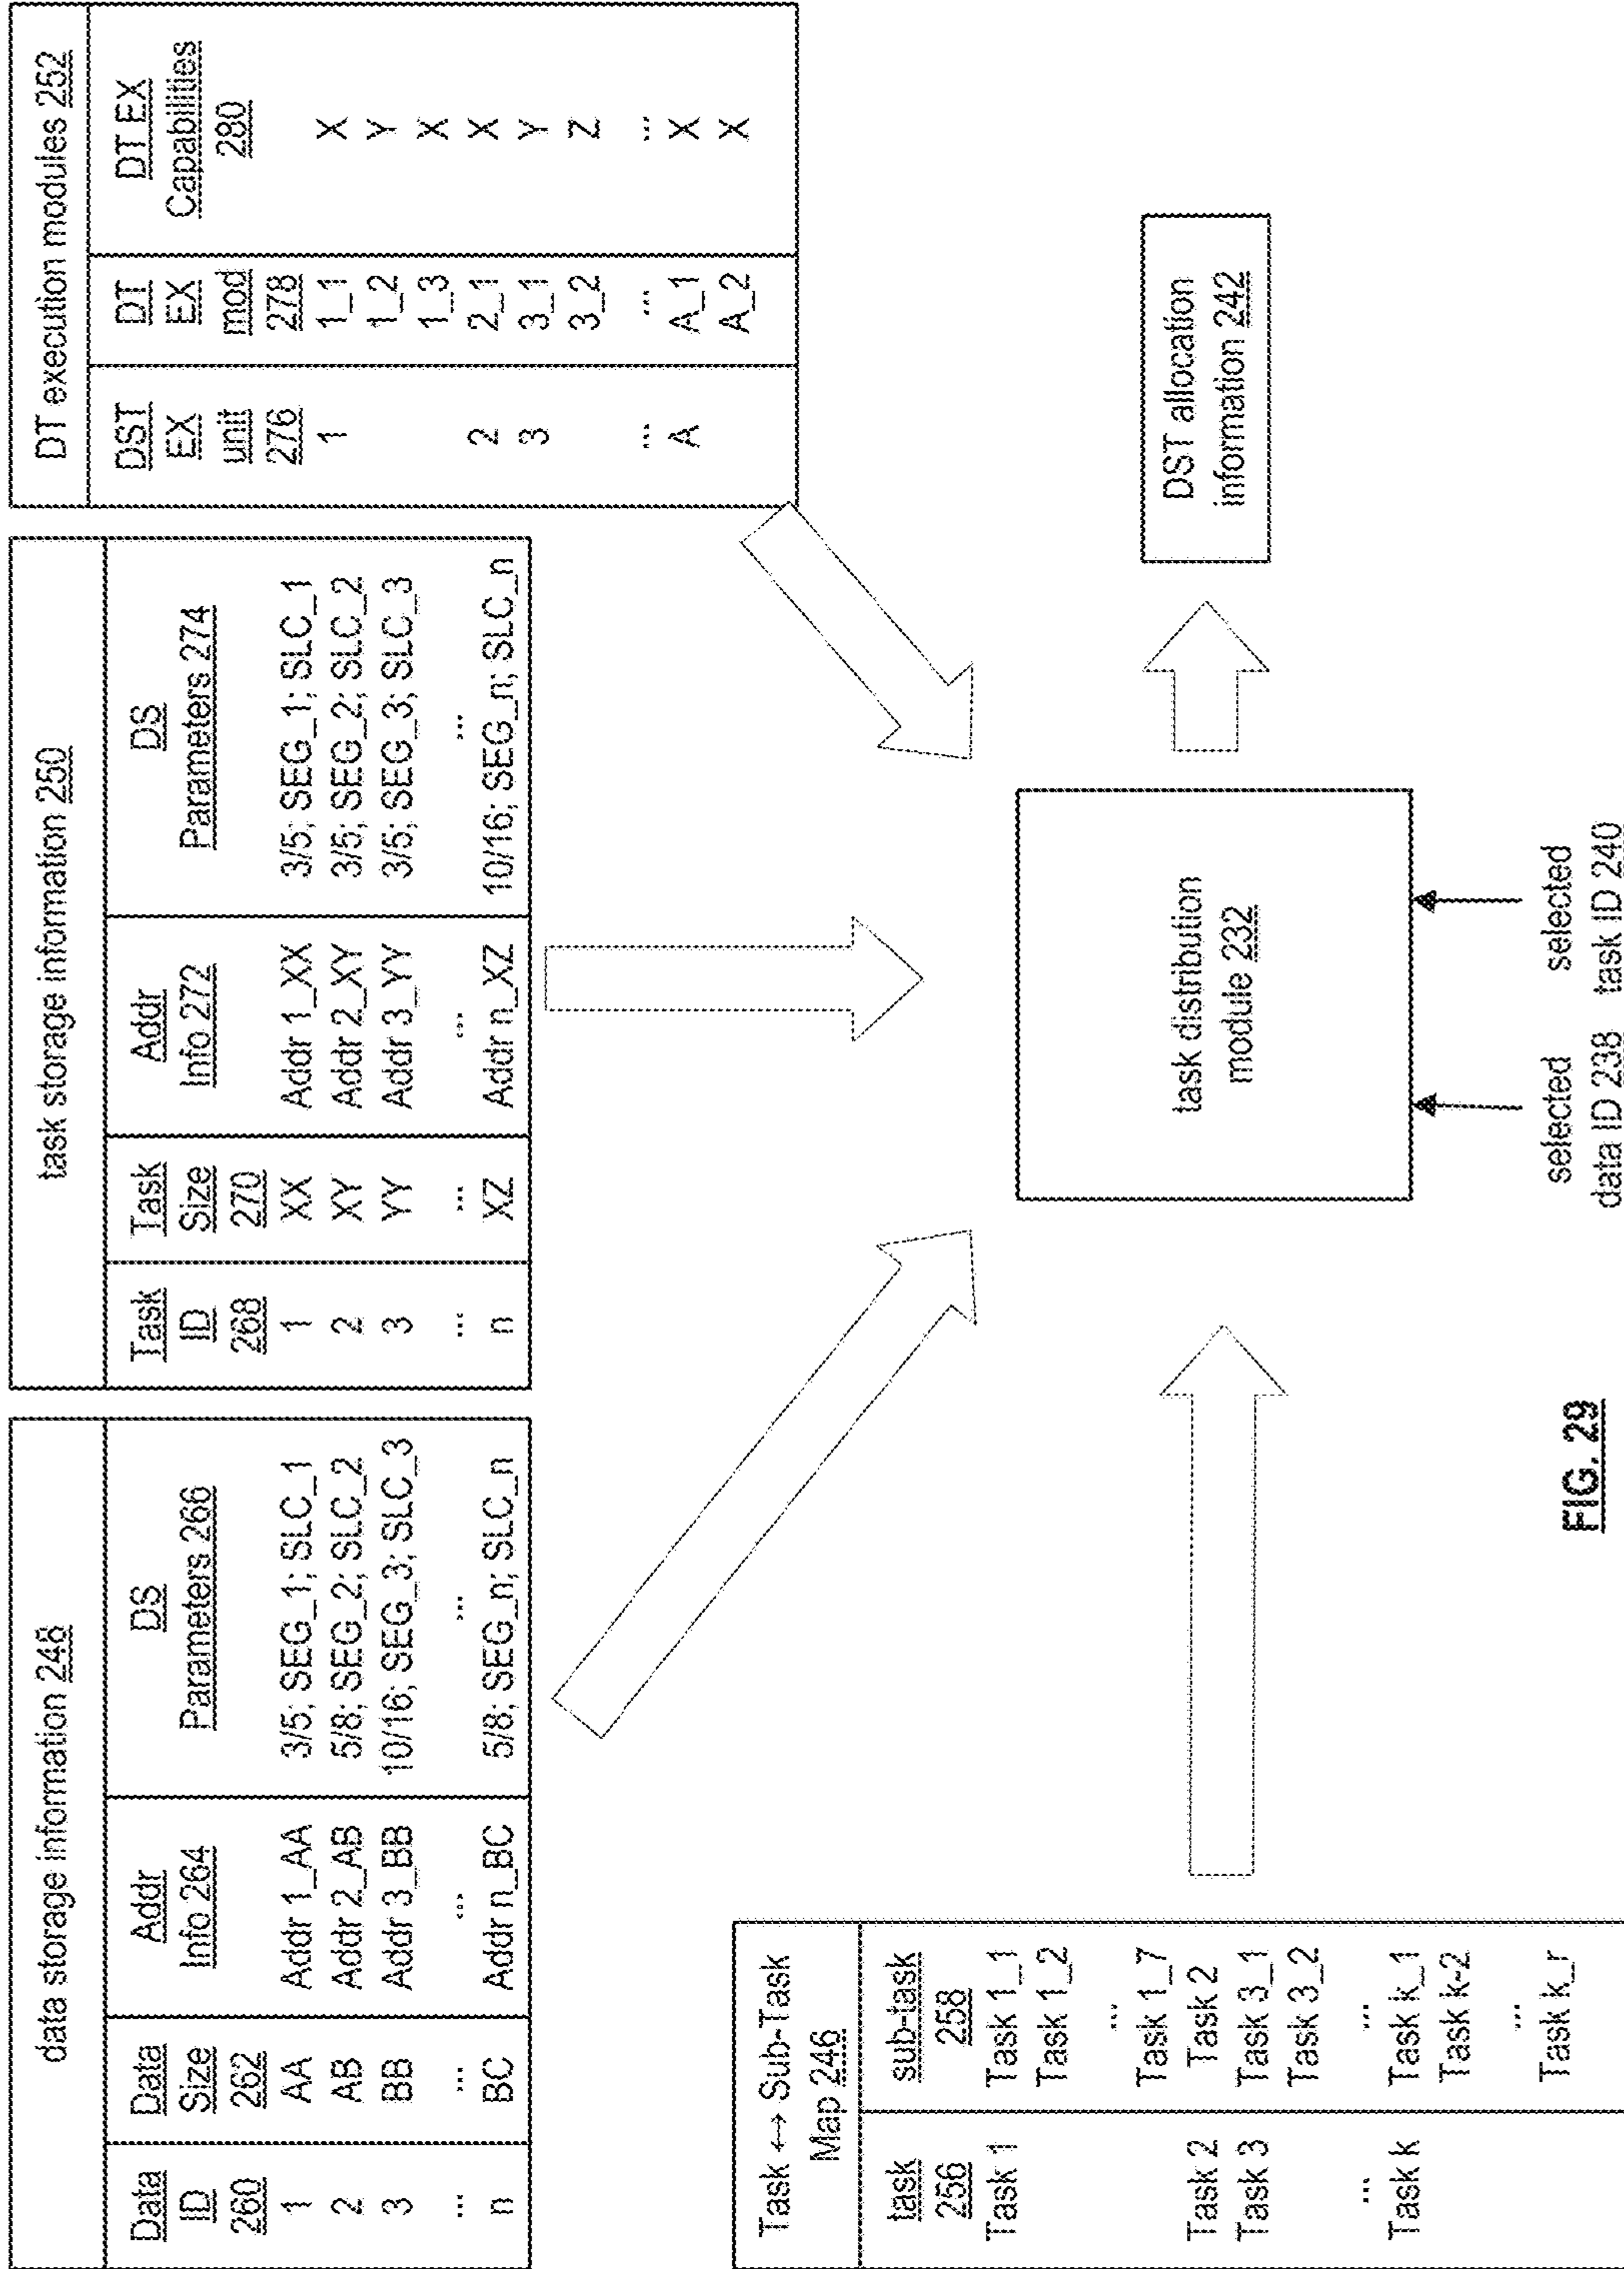 data storage information 248
Data ID 260 Data Size 262 Addr Info 264 DS Parameters 266
1 AA Addr 1_AA 3/5; SEG_1; SLC_1
2 AB Addr 2_AB 5/8; SEG_2; SLC_2
3 BB Addr 3_BB 10/16; SEG_3; SLC_3
... ... ... ...
n BC Addr n_BC 5/8; SEG_n; SLC_n
task storage information 250
Task ID 268 Task Size 270 Addr Info 272 DS Parameters 274
1 XX Addr 1_XX 3/5; SEG_1; SLC_1
2 XY Addr 2_XY 3/5; SEG_2; SLC_2
3 YY Addr 3_YY 3/5; SEG_3; SLC_3
... ... ... ...
n XZ Addr n_XZ 10/16; SEG_n; SLC_n
DT execution modules 252
DST EX unit 276 DT EX mod 278 DT EX Capabilities 280
1 1_1 X
1_2 Y
1_3 X
2 2_1 X
3 3_1 Y
3_2 Z
... ... ...
A A_1 X
A_2 X
Task ↔ Sub-Task
Map 246
task 256 sub-task 258
Task 1 Task 1_1
Task 1_2
...
Task 1_7
Task 2 Task 2
Task 3 Task 3_1
Task 3_2
... ...
Task k Task k_1
Task k-2
...
Task k_r
task distribution
module 232
DST allocation
information 242
selected
data ID 238
selected
task ID 240
FIG. 29